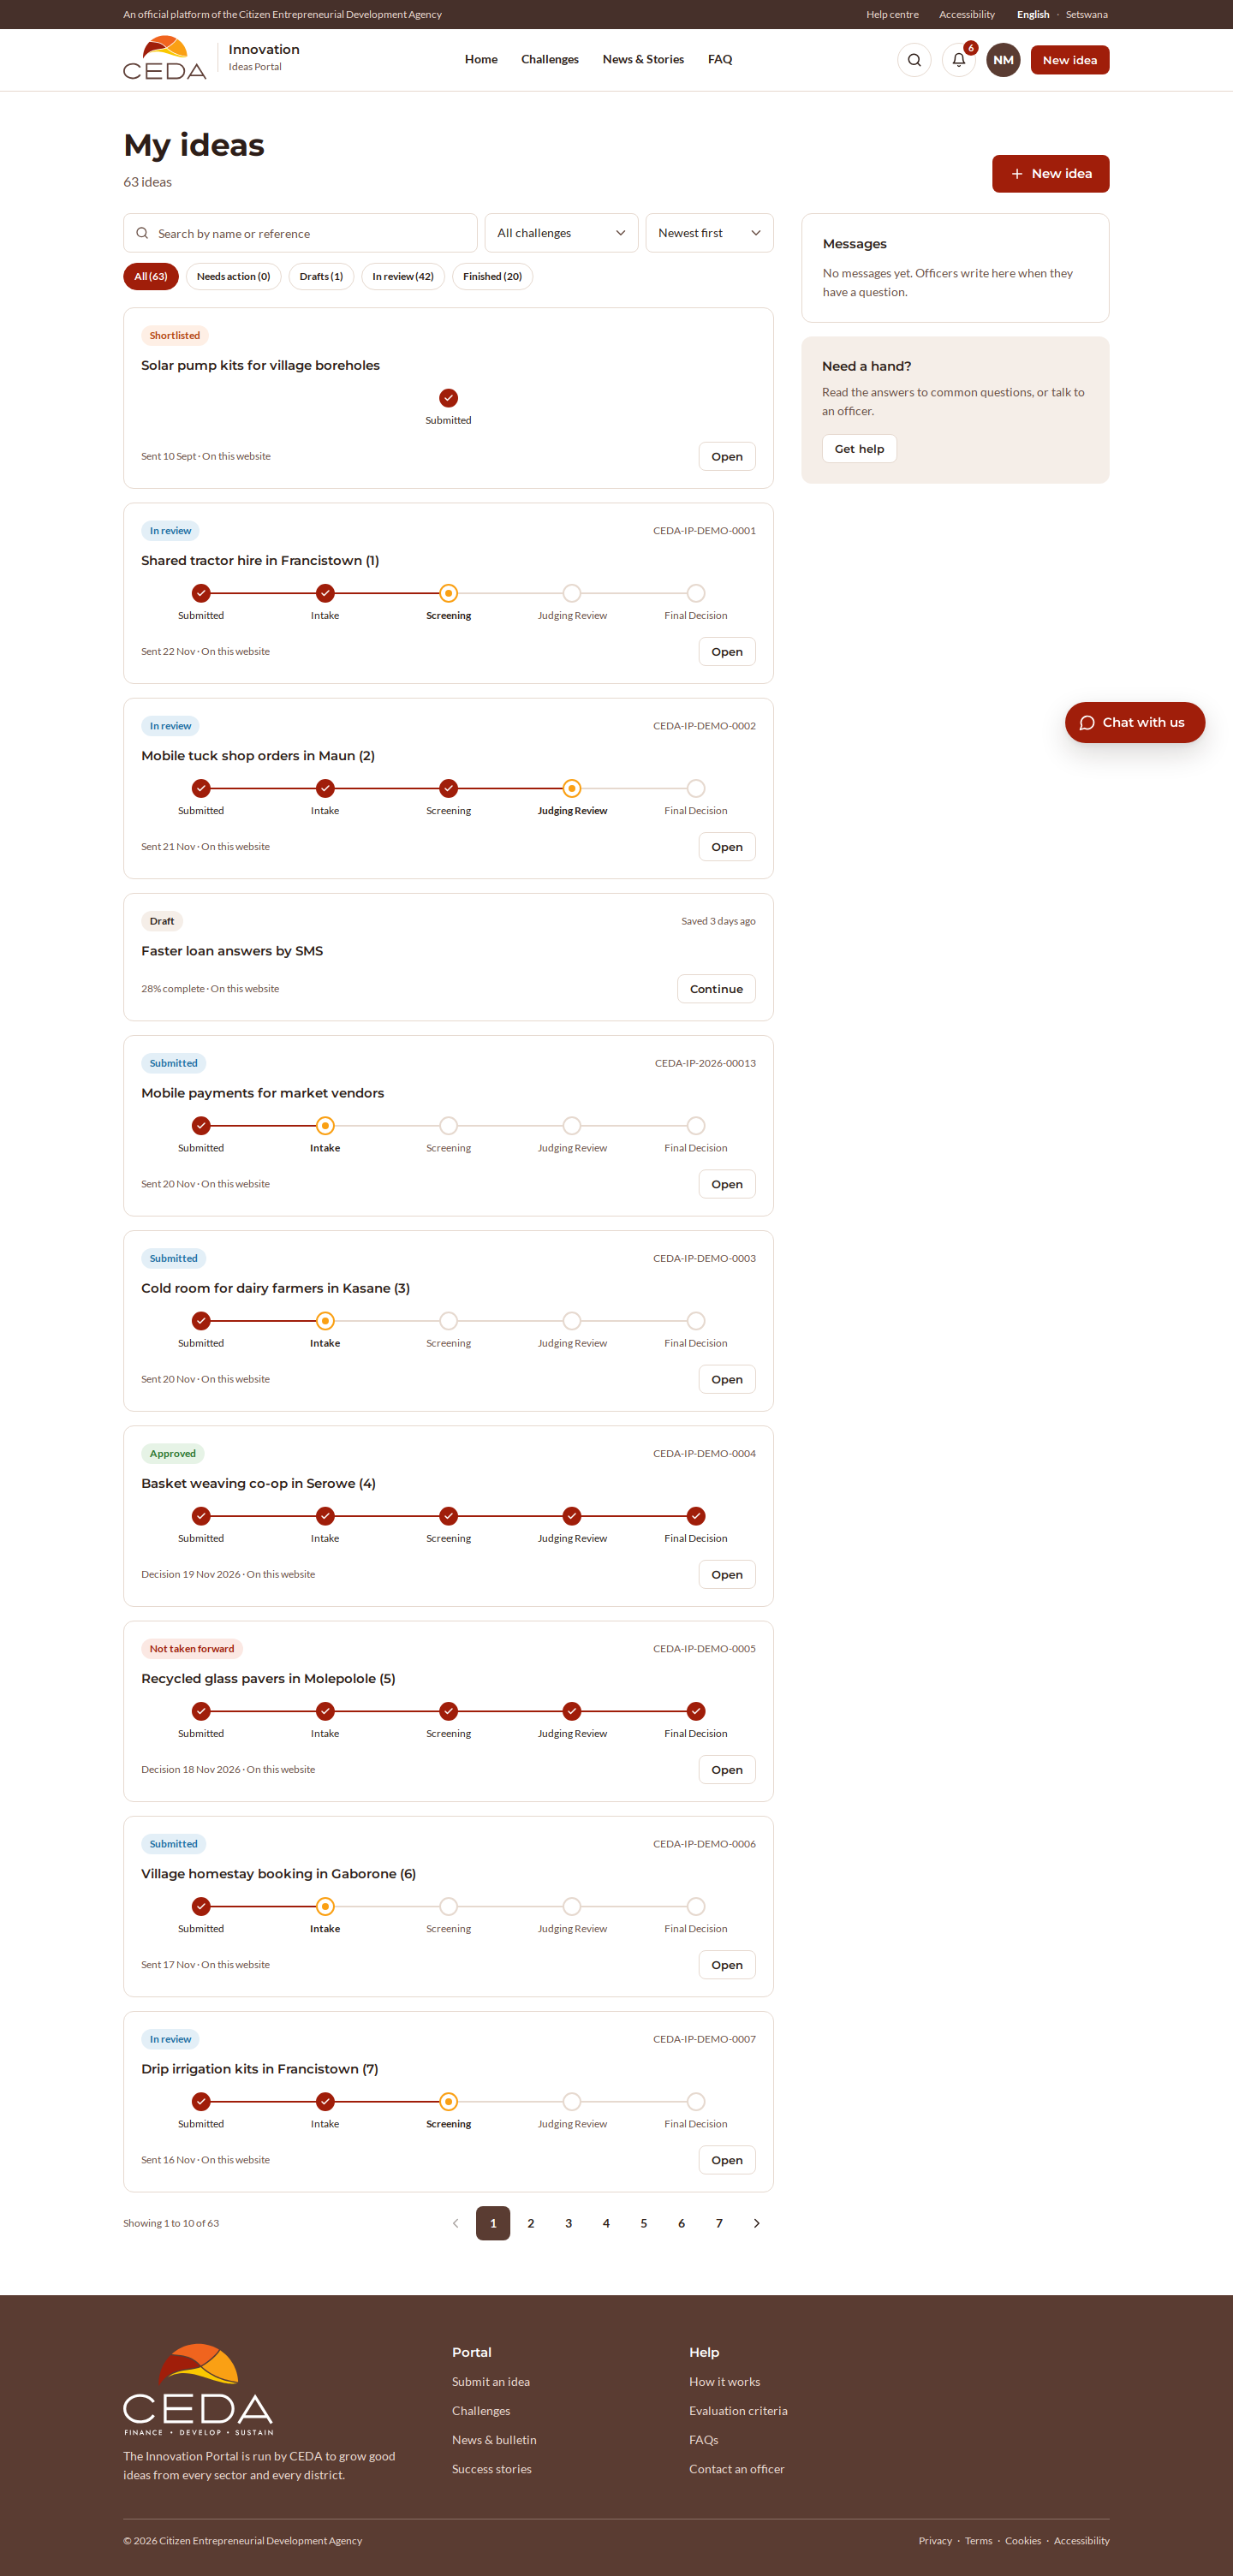 An official platform of the Citizen Entrepreneurial Development Agency
Help centre Accessibility English · Setswana
CEDA Innovation
Ideas Portal
Home Challenges News & Stories FAQ
6
NM
New idea
My ideas
63 ideas
New idea
Search by name or reference
All challenges
Newest first
All (63)
Needs action (0)
Drafts (1)
In review (42)
Finished (20)
Messages
No messages yet. Officers write here when they
have a question.
Need a hand?
Read the answers to common questions, or talk to
an officer.
Get help
Shortlisted
Solar pump kits for village boreholes
Submitted
Sent 10 Sept · On this website
Open
In review CEDA-IP-DEMO-0001
Shared tractor hire in Francistown (1)
Submitted Intake Screening Judging Review Final Decision
Sent 22 Nov · On this website
Open
Chat with us
In review CEDA-IP-DEMO-0002
Mobile tuck shop orders in Maun (2)
Submitted Intake Screening Judging Review Final Decision
Sent 21 Nov · On this website
Open
Draft Saved 3 days ago
Faster loan answers by SMS
28% complete · On this website
Continue
Submitted CEDA-IP-2026-00013
Mobile payments for market vendors
Submitted Intake Screening Judging Review Final Decision
Sent 20 Nov · On this website
Open
Submitted CEDA-IP-DEMO-0003
Cold room for dairy farmers in Kasane (3)
Submitted Intake Screening Judging Review Final Decision
Sent 20 Nov · On this website
Open
Approved CEDA-IP-DEMO-0004
Basket weaving co-op in Serowe (4)
Submitted Intake Screening Judging Review Final Decision
Decision 19 Nov 2026 · On this website
Open
Not taken forward CEDA-IP-DEMO-0005
Recycled glass pavers in Molepolole (5)
Submitted Intake Screening Judging Review Final Decision
Decision 18 Nov 2026 · On this website
Open
Submitted CEDA-IP-DEMO-0006
Village homestay booking in Gaborone (6)
Submitted Intake Screening Judging Review Final Decision
Sent 17 Nov · On this website
Open
In review CEDA-IP-DEMO-0007
Drip irrigation kits in Francistown (7)
Submitted Intake Screening Judging Review Final Decision
Sent 16 Nov · On this website
Open
Showing 1 to 10 of 63
1 2 3 4 5 6 7
CEDA
FINANCE • DEVELOP • SUSTAIN
The Innovation Portal is run by CEDA to grow good
ideas from every sector and every district.
Portal
Submit an idea
Challenges
News & bulletin
Success stories
Help
How it works
Evaluation criteria
FAQs
Contact an officer
© 2026 Citizen Entrepreneurial Development Agency
Privacy · Terms · Cookies · Accessibility